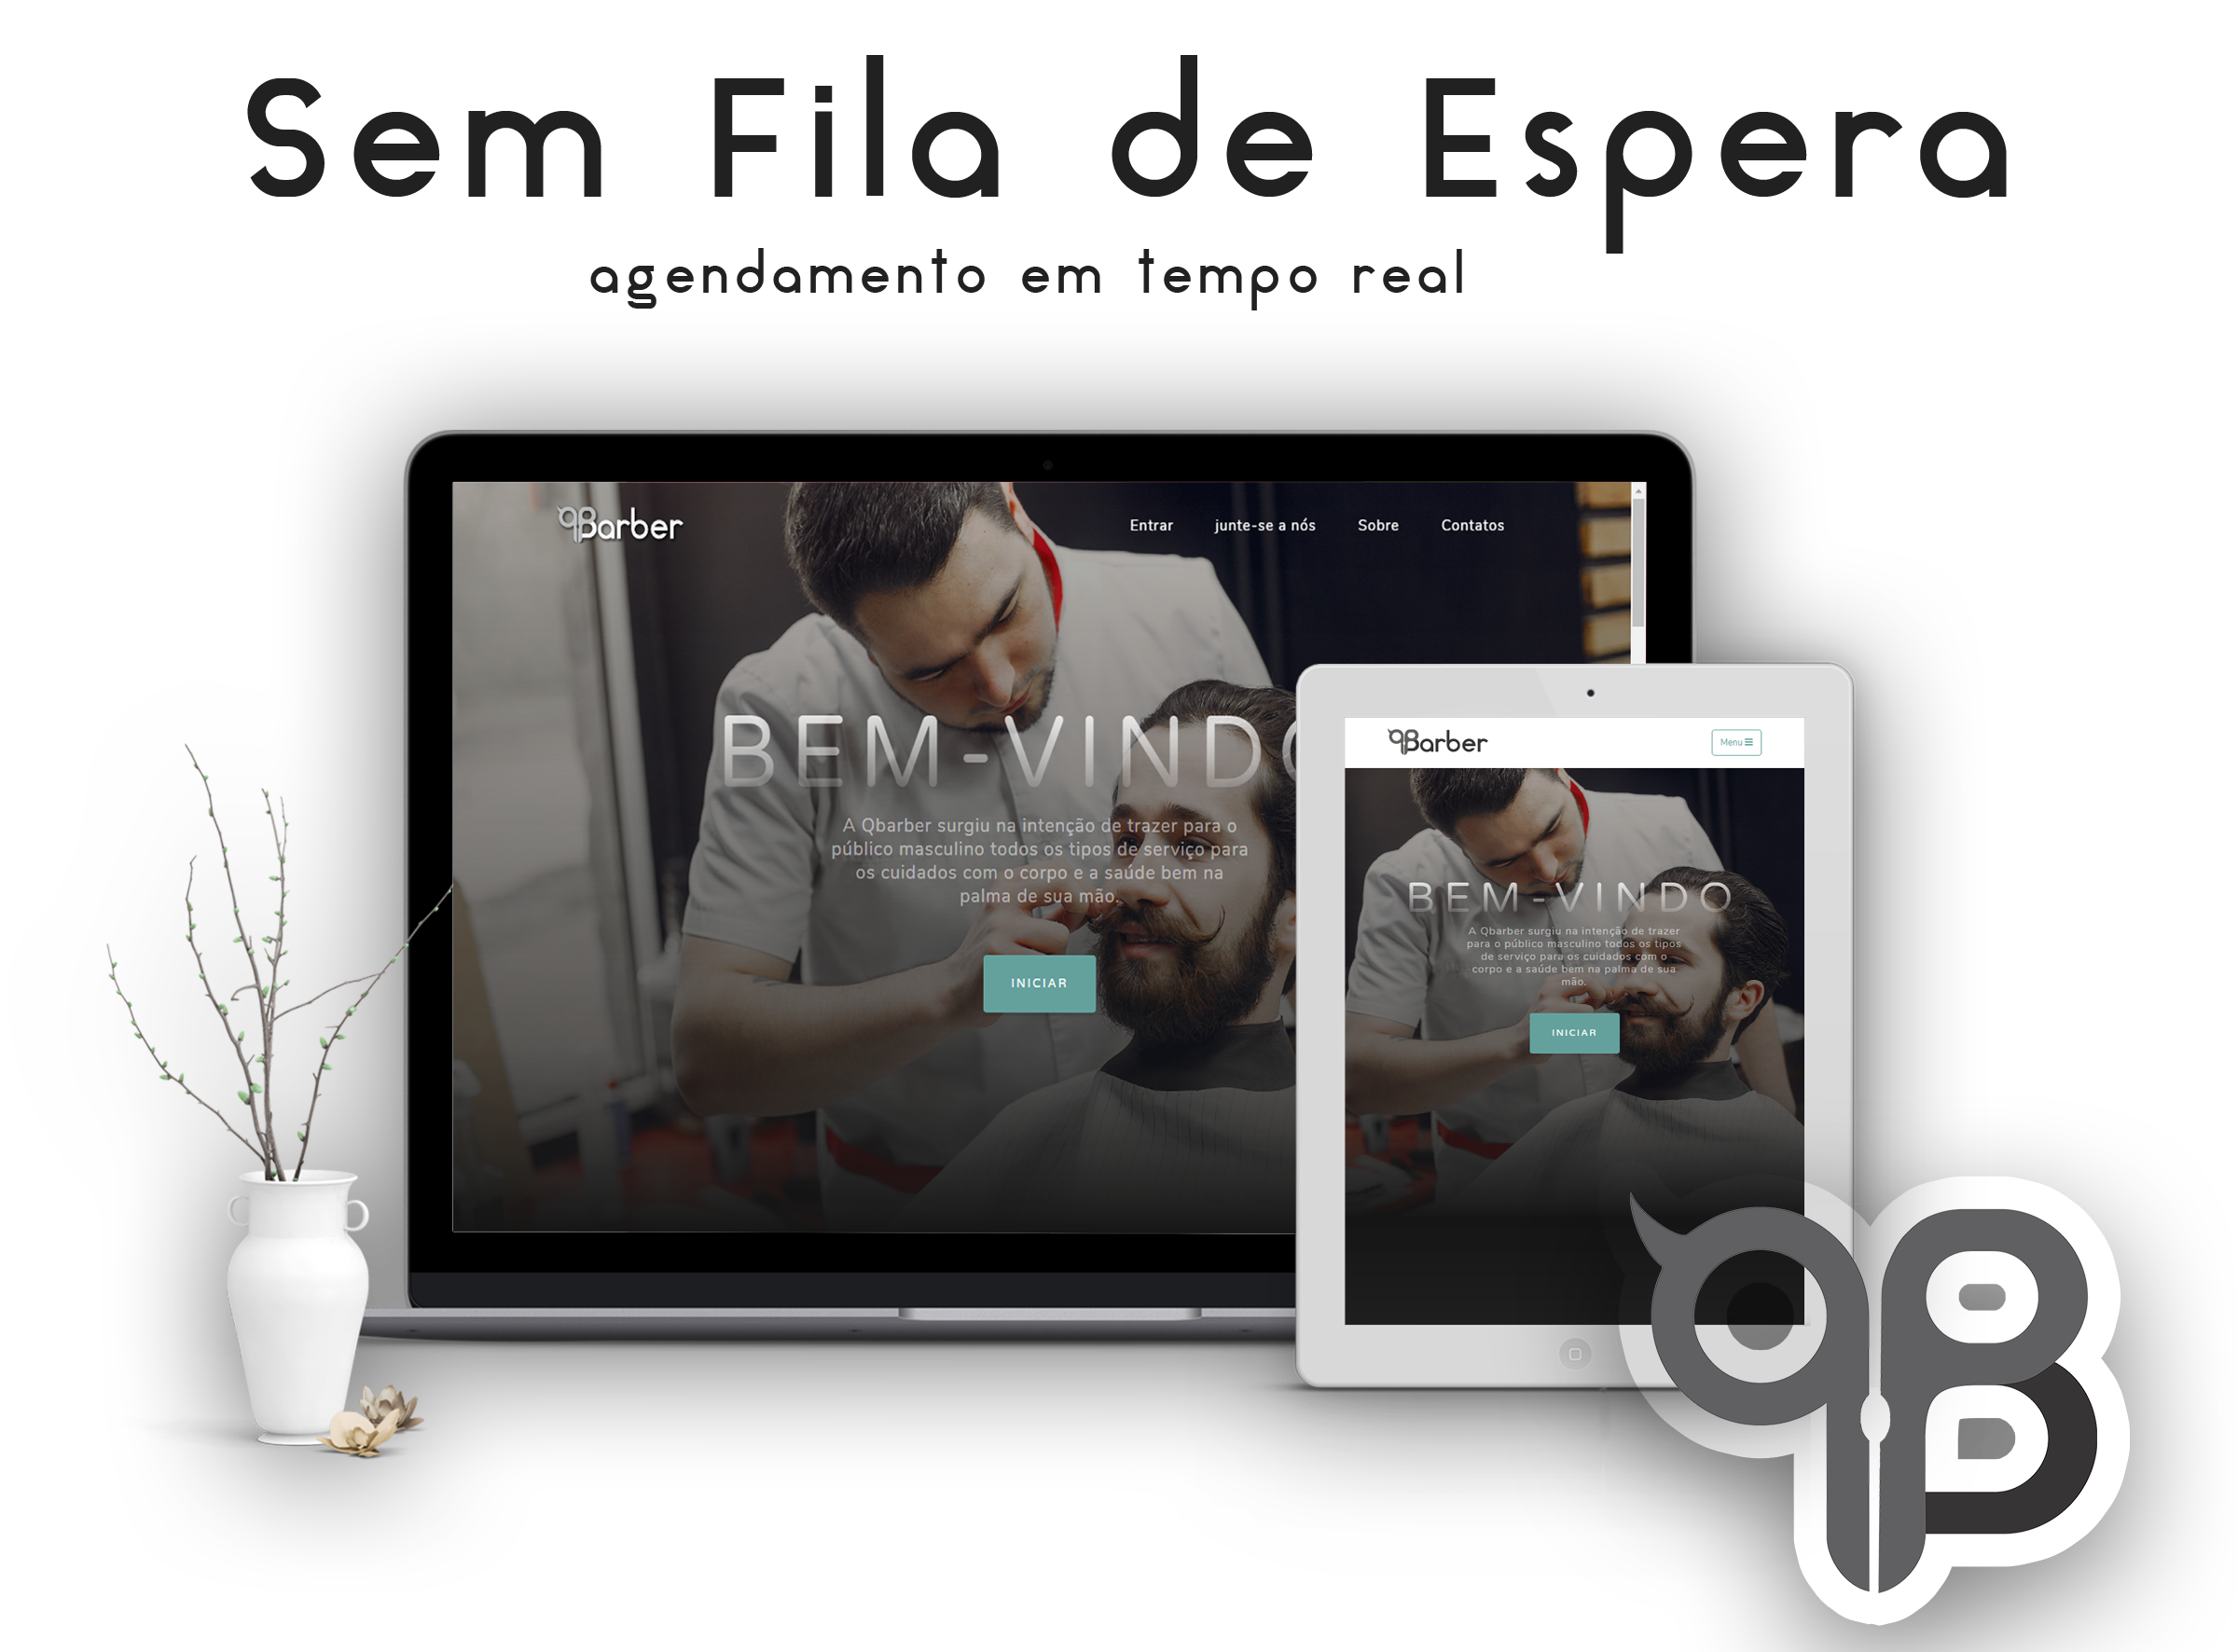 Sem Fila de Espera
agendamento em tempo real
qBarber
Entrar junte-se a nós Sobre Contatos
BEM-VINDO
A Qbarber surgiu na intenção de trazer para o
público masculino todos os tipos de serviço para
os cuidados com o corpo e a saúde bem na
palma de sua mão.
INICIAR
qBarber
Menu
BEM-VINDO
A Qbarber surgiu na intenção de trazer
para o público masculino todos os tipos
de serviço para os cuidados com o
corpo e a saúde bem na palma de sua
mão.
INICIAR
qB